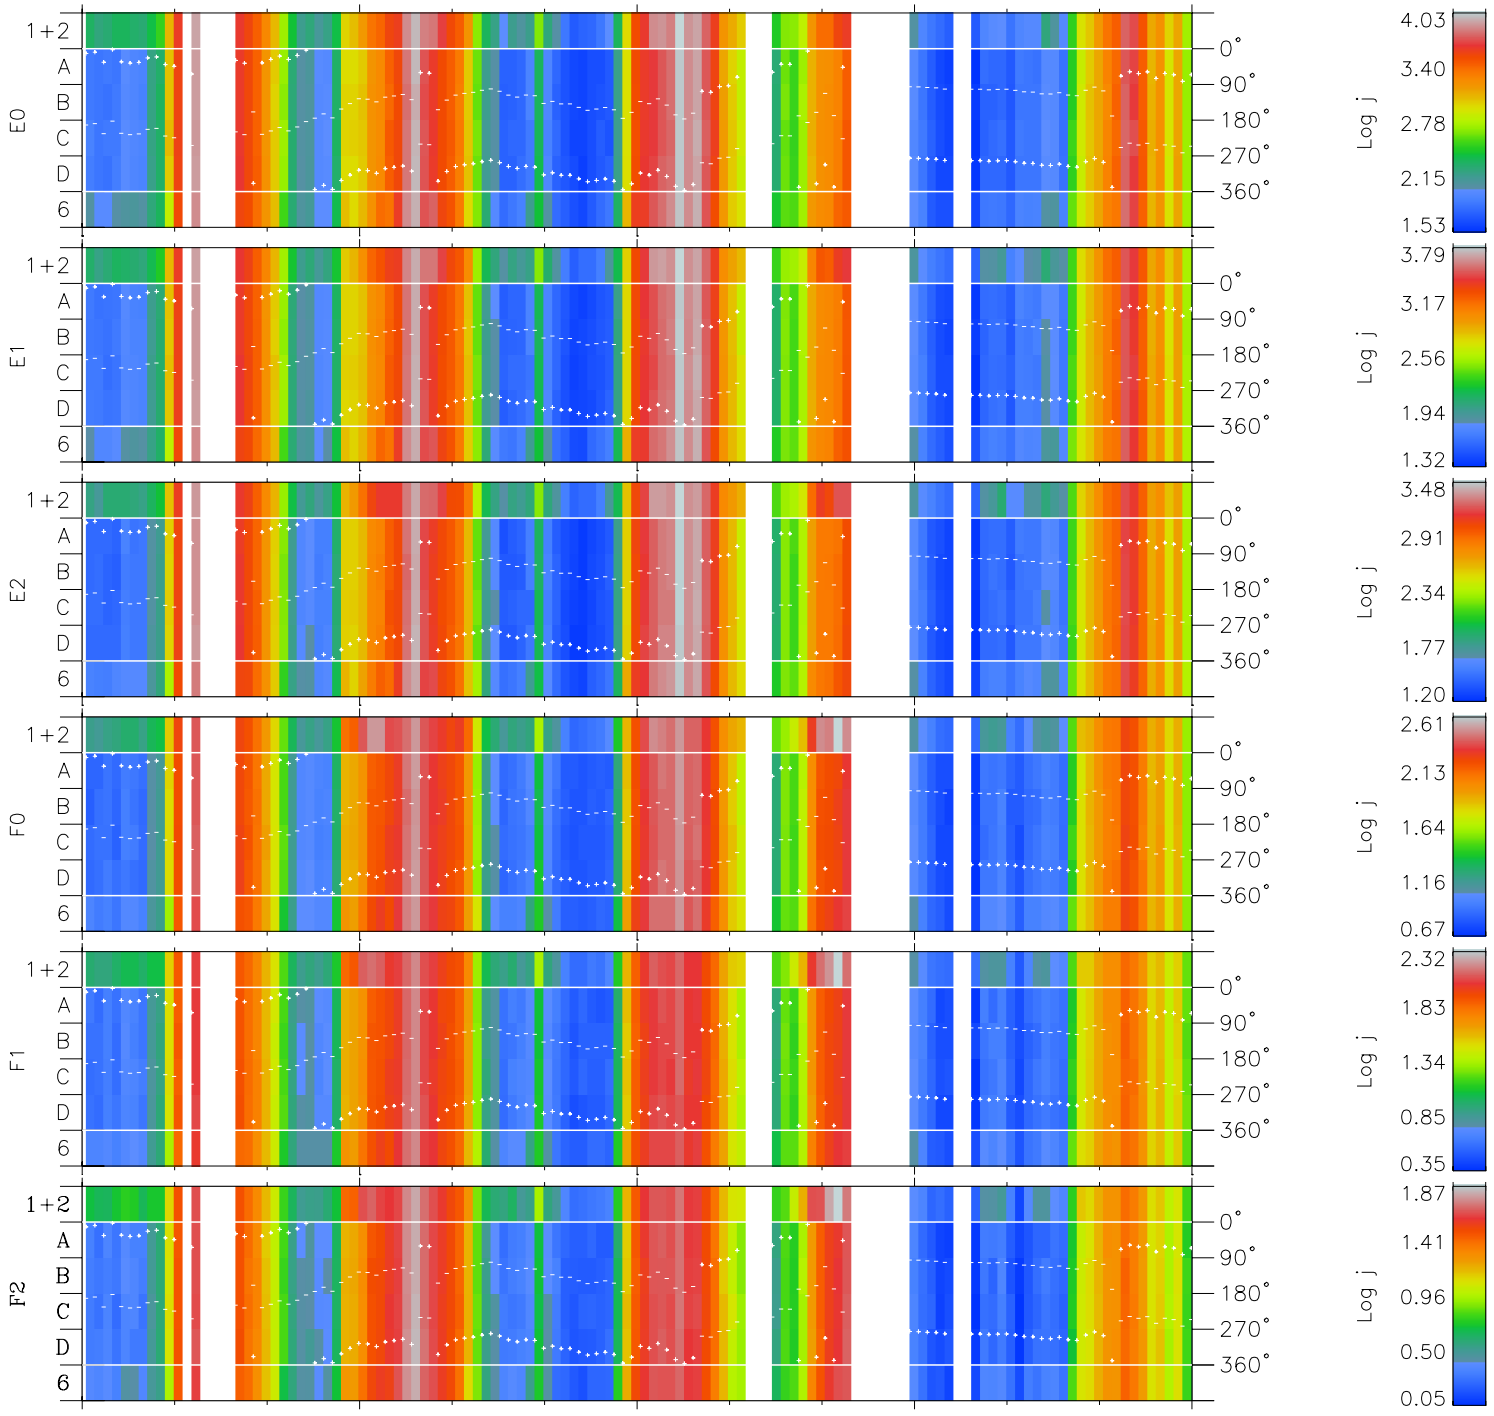 E0
1+2
A
B
C
D
6
0°
90°
180°
270°
360°
Log j
4.03
3.40
2.78
2.15
1.53
E1
1+2
A
B
C
D
6
0°
90°
180°
270°
360°
Log j
3.79
3.17
2.56
1.94
1.32
E2
1+2
A
B
C
D
6
0°
90°
180°
270°
360°
Log j
3.48
2.91
2.34
1.77
1.20
F0
1+2
A
B
C
D
6
0°
90°
180°
270°
360°
Log j
2.61
2.13
1.64
1.16
0.67
F1
1+2
A
B
C
D
6
0°
90°
180°
270°
360°
Log j
2.32
1.83
1.34
0.85
0.35
F2
1+2
A
B
C
D
6
0°
90°
180°
270°
360°
Log j
1.87
1.41
0.96
0.50
0.05